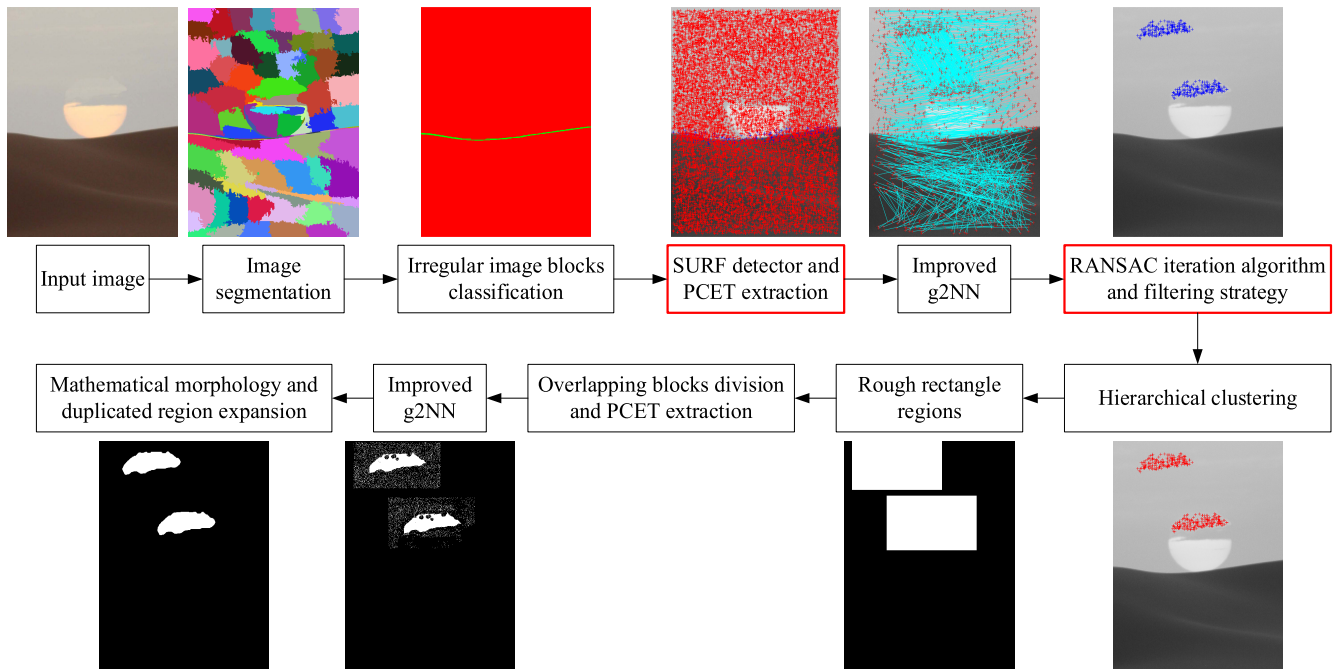 Input image
Image
segmentation
Irregular image blocks
classification
SURF detector and
PCET extraction
Improved
g2NN
RANSAC iteration algorithm
and filtering strategy
Mathematical morphology and
duplicated region expansion
Improved
g2NN
Overlapping blocks division
and PCET extraction
Rough rectangle
regions
Hierarchical clustering